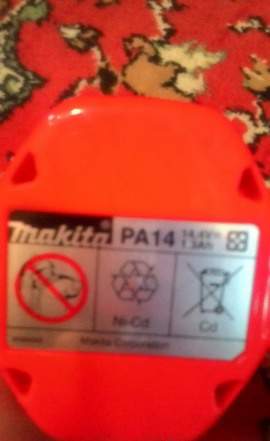 makita PA14 14.4V 1.3Ah
Ni-Cd Cd
Makita Corporation